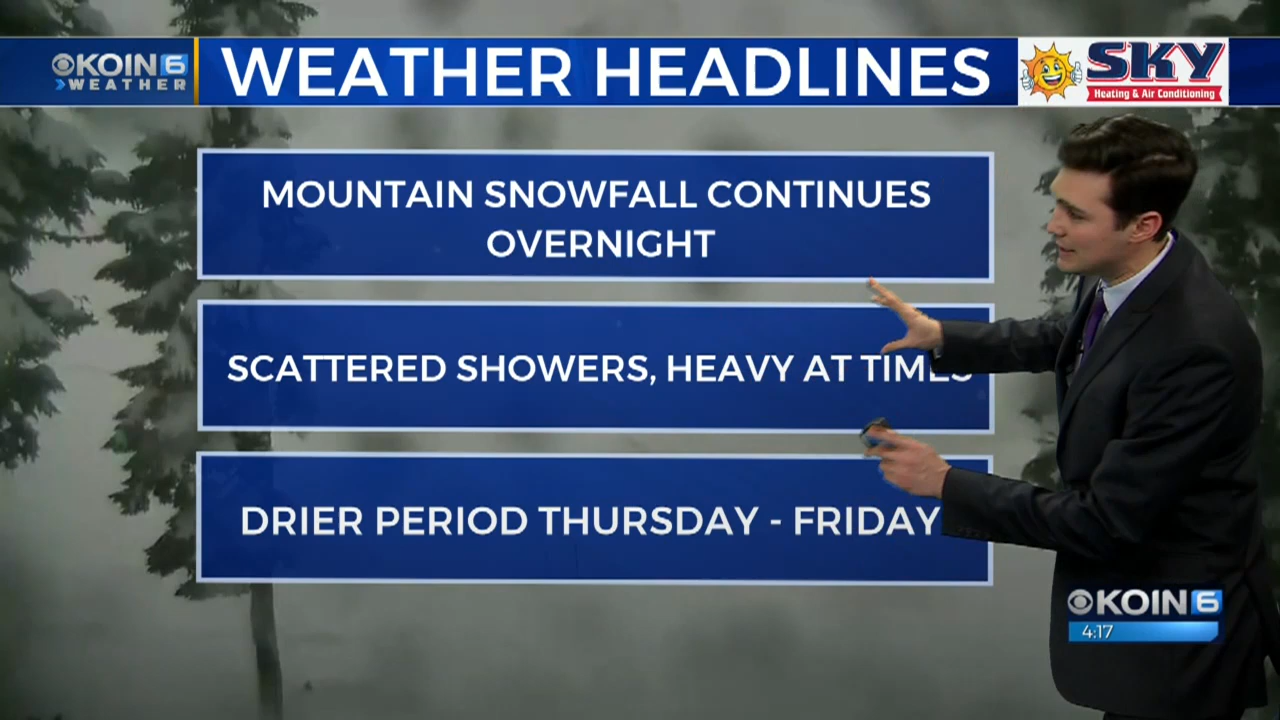 KOIN 6
WEATHER
WEATHER HEADLINES
SKY
Heating & Air Conditioning
MOUNTAIN SNOWFALL CONTINUES
OVERNIGHT
SCATTERED SHOWERS, HEAVY AT TIMES
DRIER PERIOD THURSDAY - FRIDAY
KOIN 6
4:17